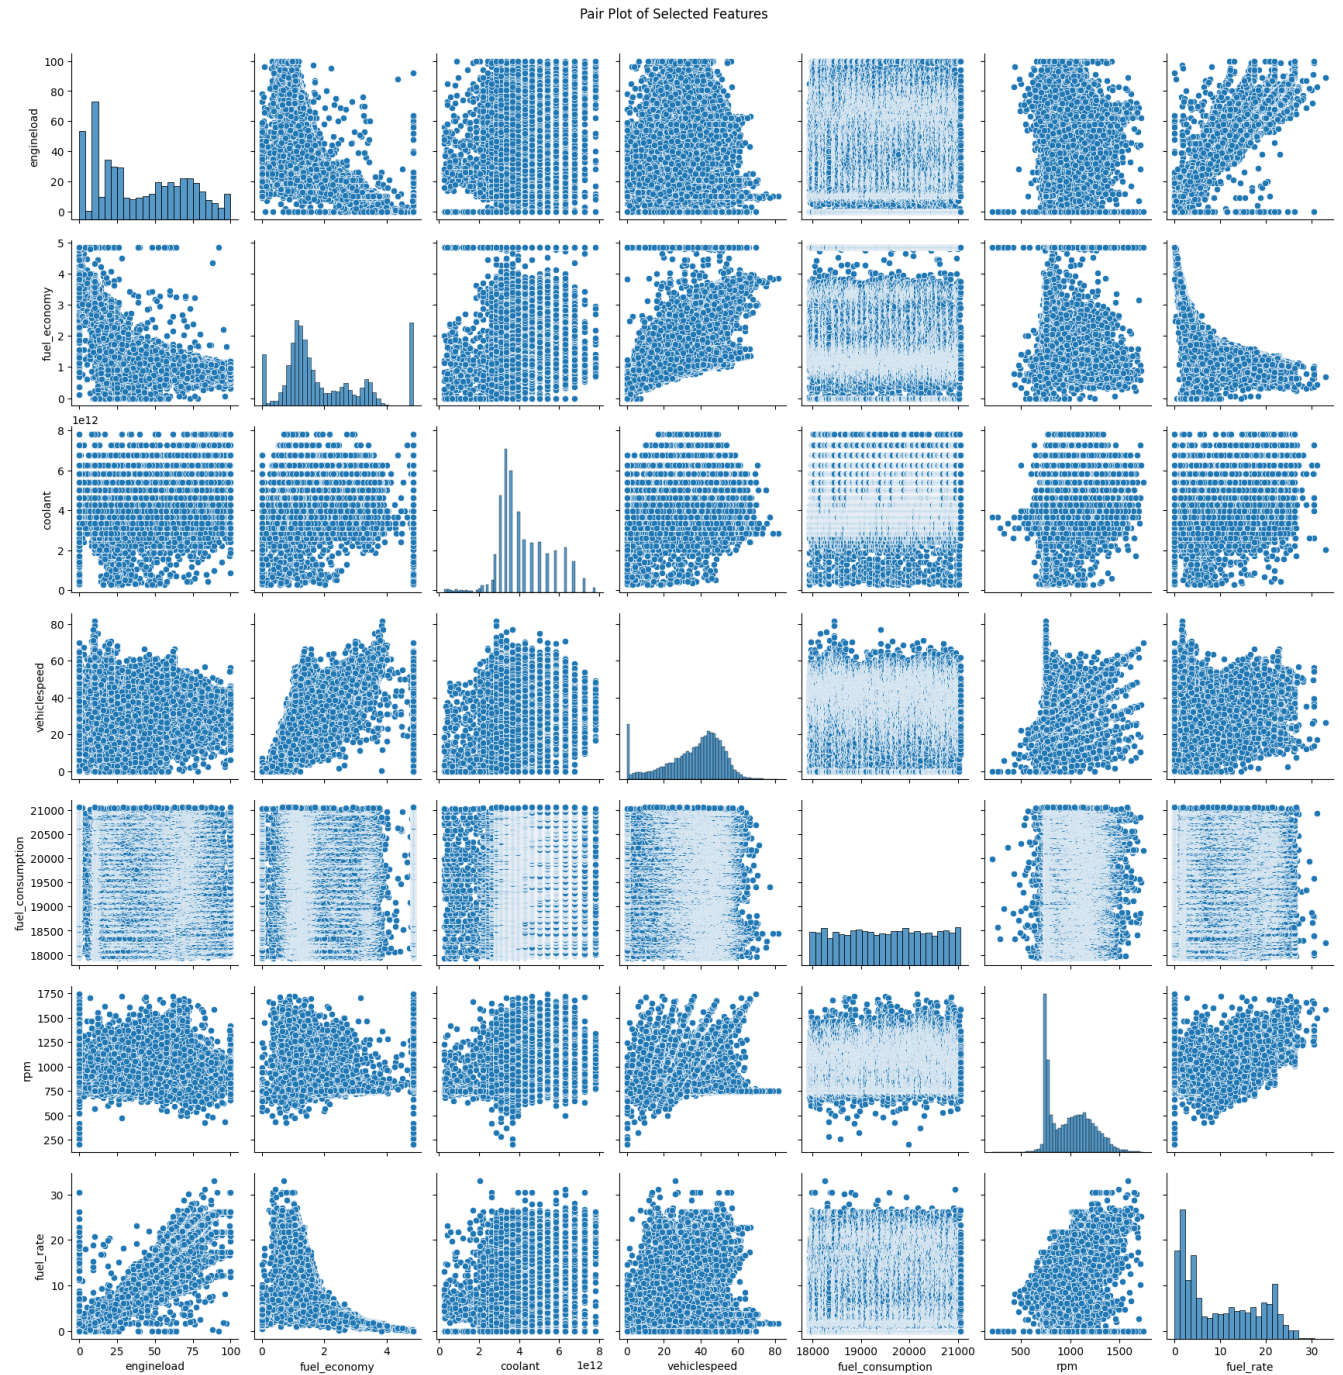 Pair Plot of Selected Features
100
80
60
40
20
0
engineload
5
4
3
2
1
0
fuel_economy
1e12
8
6
4
2
0
coolant
80
60
40
20
0
vehiclespeed
21000
20500
20000
19500
19000
18500
18000
fuel_consumption
1750
1500
1250
1000
750
500
250
rpm
30
20
10
0
fuel_rate
0 25 50 75 100
engineload
0 2 4
fuel_economy
0 2 4 6 8
coolant 1e12
0 20 40 60 80
vehiclespeed
18000 19000 20000 21000
fuel_consumption
500 1000 1500
rpm
0 10 20 30
fuel_rate